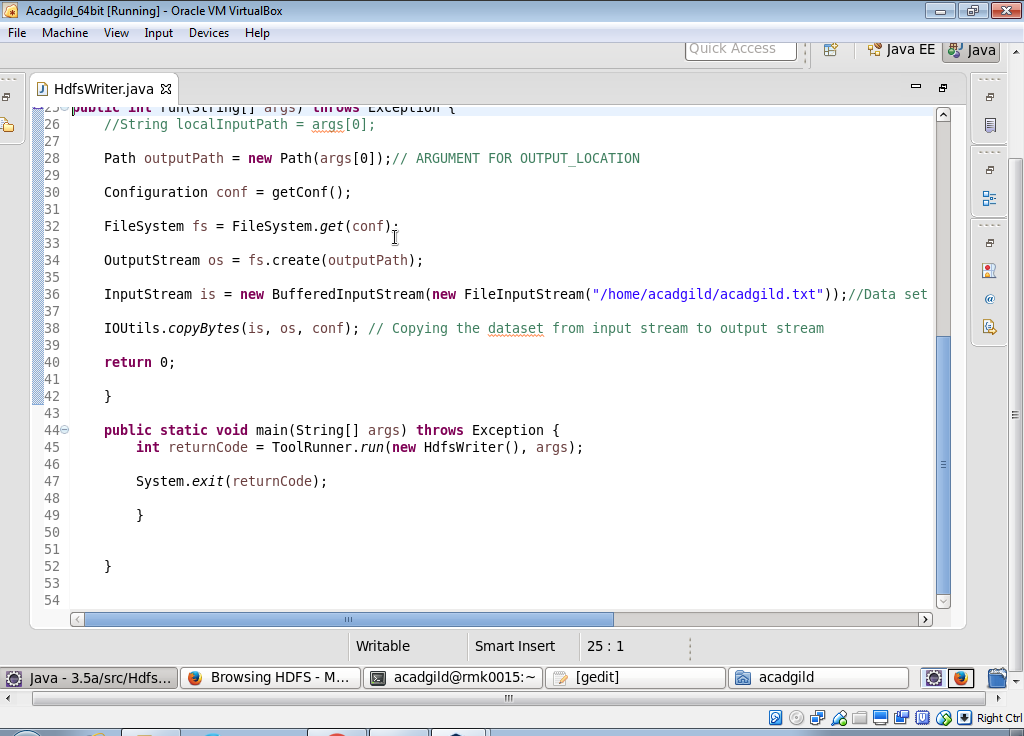 Acadgild_64bit [Running] - Oracle VM VirtualBox
File Machine View Input Devices Help
Quick Access Java EE Java
HdfsWriter.java
25 public int run(String[] args) throws Exception {
26 //String localInputPath = args[0];
27
28 Path outputPath = new Path(args[0]);// ARGUMENT FOR OUTPUT_LOCATION
29
30 Configuration conf = getConf();
31
32 FileSystem fs = FileSystem.get(conf);
33
34 OutputStream os = fs.create(outputPath);
35
36 InputStream is = new BufferedInputStream(new FileInputStream("/home/acadgild/acadgild.txt"));//Data set
37
38 IOUtils.copyBytes(is, os, conf); // Copying the dataset from input stream to output stream
39
40 return 0;
41
42 }
43
44 public static void main(String[] args) throws Exception {
45 int returnCode = ToolRunner.run(new HdfsWriter(), args);
46
47 System.exit(returnCode);
48
49 }
50
51
52 }
53
54
Writable Smart Insert 25 : 1
Java - 3.5a/src/Hdfs... Browsing HDFS - M... acadgild@rmk0015:~ [gedit] acadgild
Right Ctrl